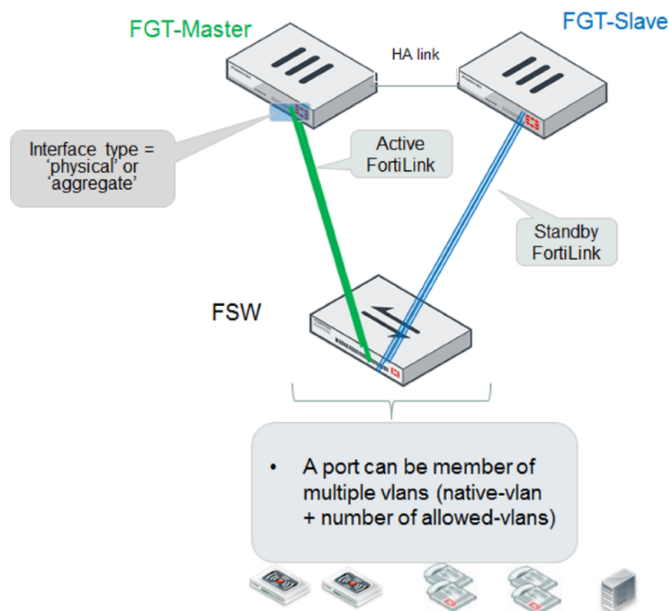 FGT-Master
FGT-Slave
HA link
Interface type =
'physical' or
'aggregate'
Active
FortiLink
Standby
FortiLink
FSW
• A port can be member of
multiple vlans (native-vlan
+ number of allowed-vlans)